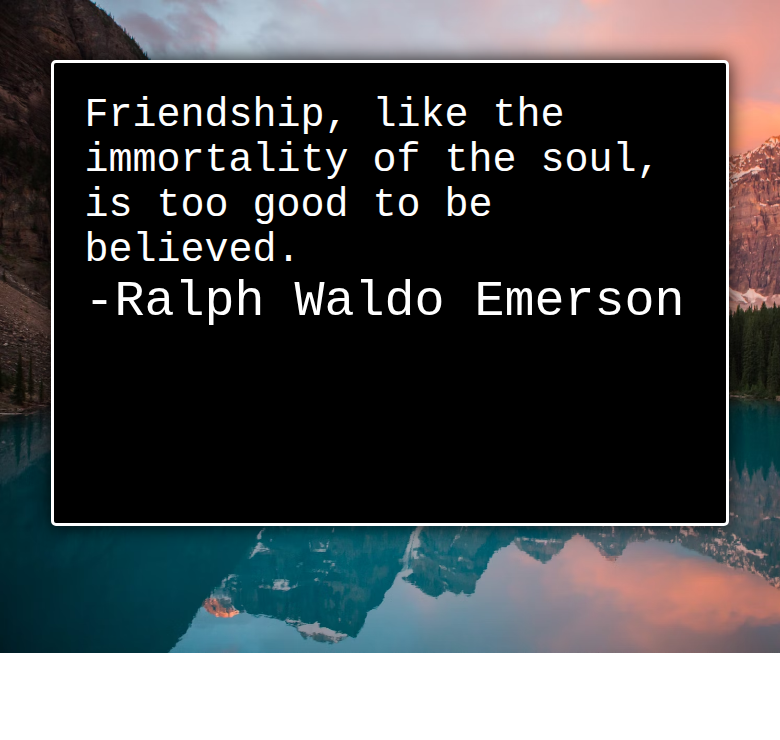 Friendship, like the
immortality of the soul,
is too good to be
believed.
-Ralph Waldo Emerson